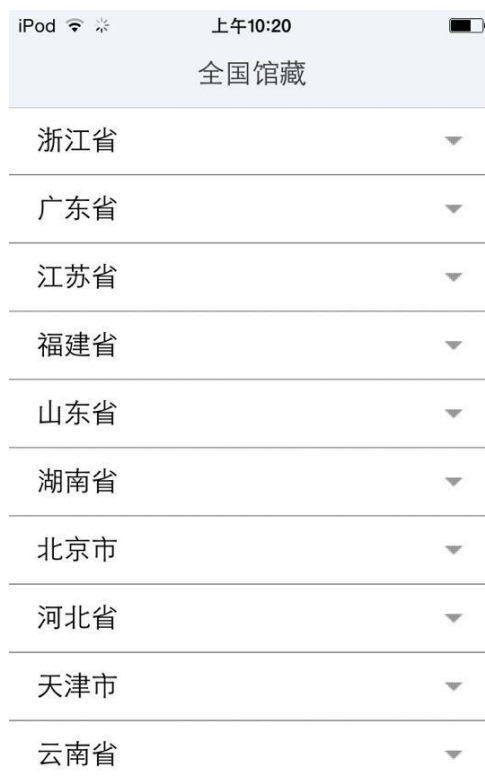 iPod 上午10:20
全国馆藏
浙江省
广东省
江苏省
福建省
山东省
湖南省
北京市
河北省
天津市
云南省